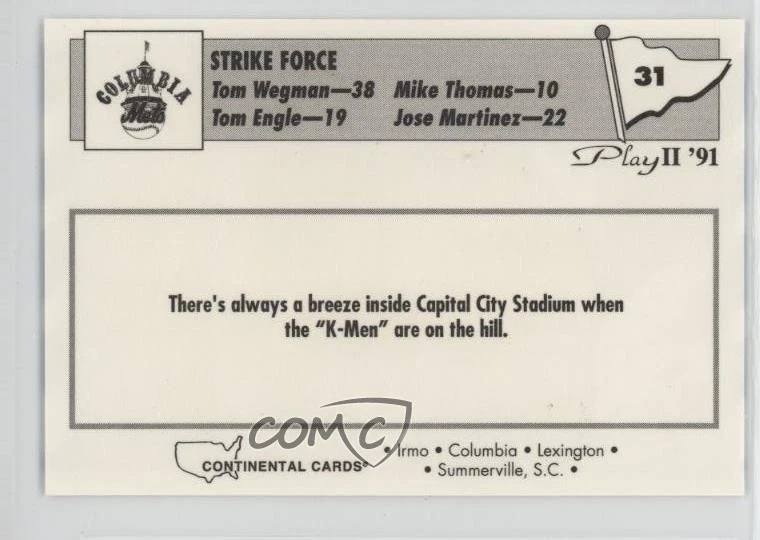 COLUMBIA
Mets
STRIKE FORCE
Tom Wegman—38 Mike Thomas—10
Tom Engle—19 Jose Martinez—22
31
Play II '91
There's always a breeze inside Capital City Stadium when
the "K-Men" are on the hill.
COMC
CONTINENTAL CARDS®
• Irmo • Columbia • Lexington •
• Summerville, S.C. •